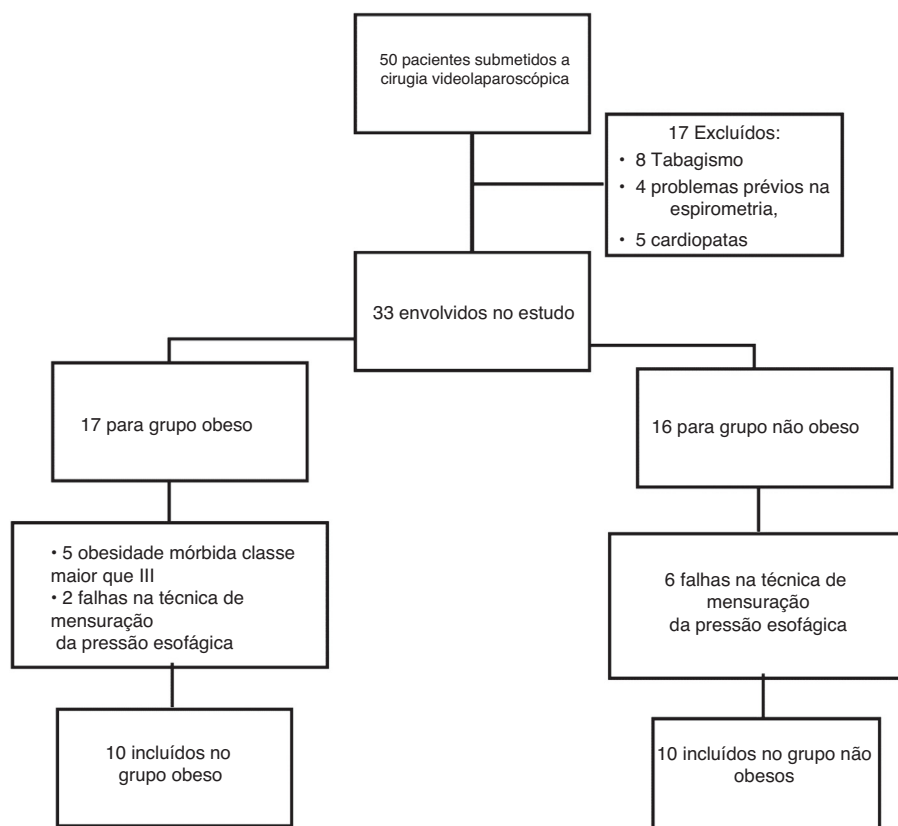 50 pacientes submetidos a
cirugia videolaparoscópica
17 Excluídos:
• 8 Tabagismo
• 4 problemas prévios na
espirometria,
• 5 cardiopatas
33 envolvidos no estudo
17 para grupo obeso
16 para grupo não obeso
• 5 obesidade mórbida classe
maior que III
• 2 falhas na técnica de
mensuração
da pressão esofágica
6 falhas na técnica de
mensuração
da pressão esofágica
10 incluídos no
grupo obeso
10 incluídos no grupo não
obesos